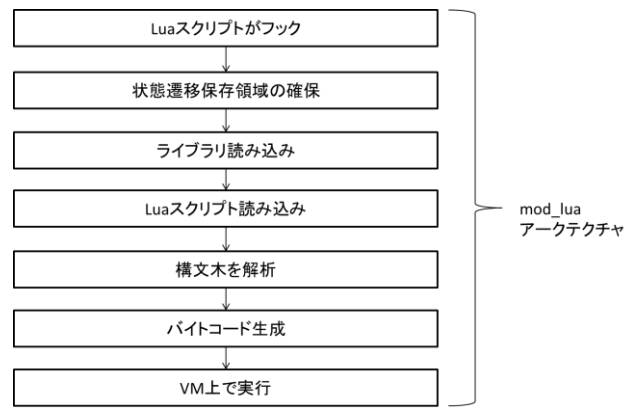 Luaスクリプトがフック
状態遷移保存領域の確保
ライブラリ読み込み
Luaスクリプト読み込み
構文木を解析
バイトコード生成
VM上で実行
mod_lua
アークテクチャ